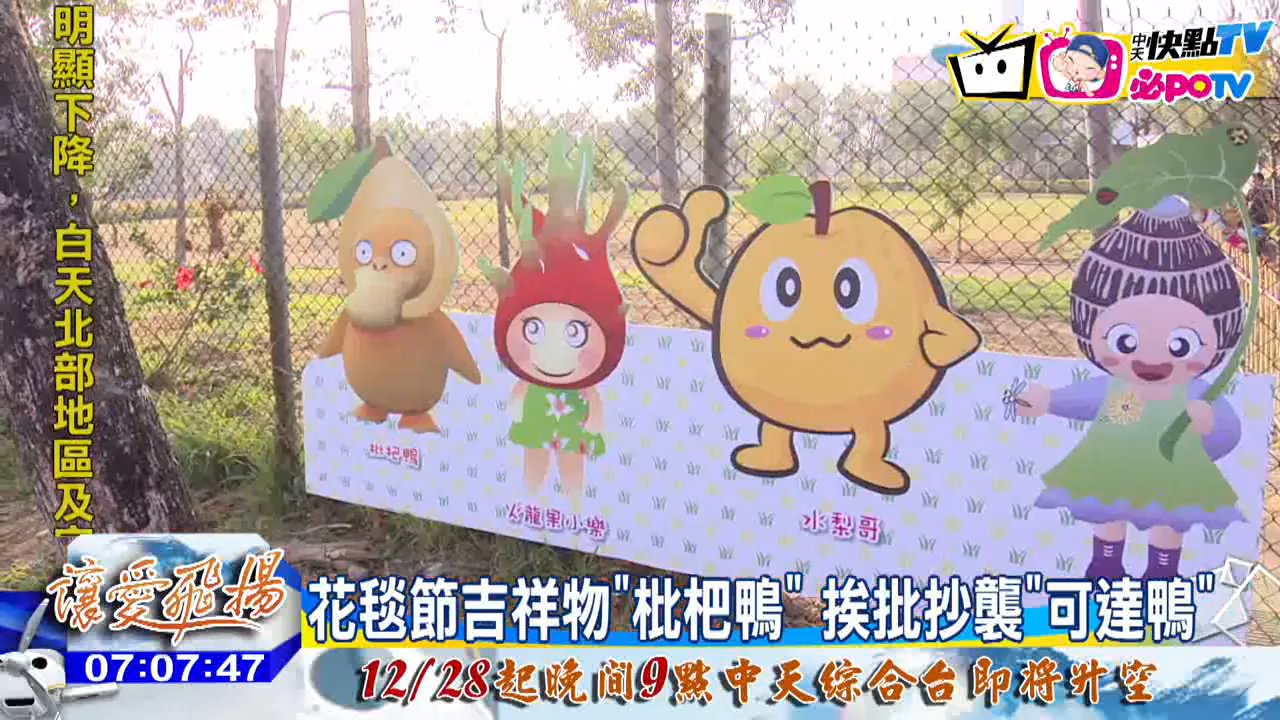 明顯下降，白天北部地區及
中天快點TV
必POTV
枇杷鴨
火龍果小樂
水梨哥
讓愛飛揚
花毯節吉祥物"枇杷鴨" 挨批抄襲"可達鴨"
07:07:47
12/28起晚間9點中天綜合台即將升空